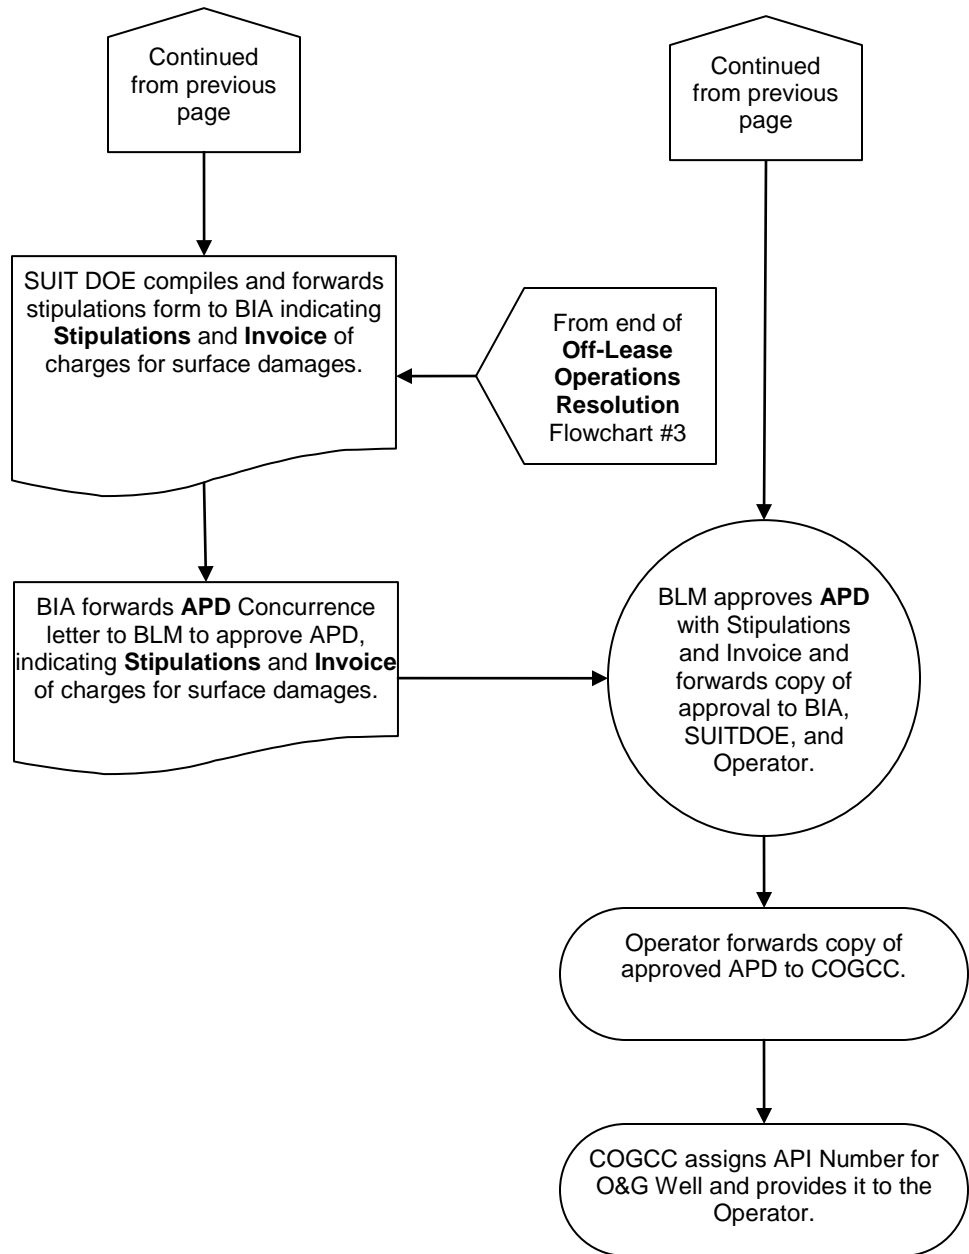 Continued
from previous
page
Continued
from previous
page
SUIT DOE compiles and forwards
stipulations form to BIA indicating
Stipulations and Invoice of
charges for surface damages.
From end of
Off-Lease
Operations
Resolution
Flowchart #3
BIA forwards APD Concurrence
letter to BLM to approve APD,
indicating Stipulations and Invoice
of charges for surface damages.
BLM approves APD
with Stipulations
and Invoice and
forwards copy of
approval to BIA,
SUITDOE, and
Operator.
Operator forwards copy of
approved APD to COGCC.
COGCC assigns API Number for
O&G Well and provides it to the
Operator.